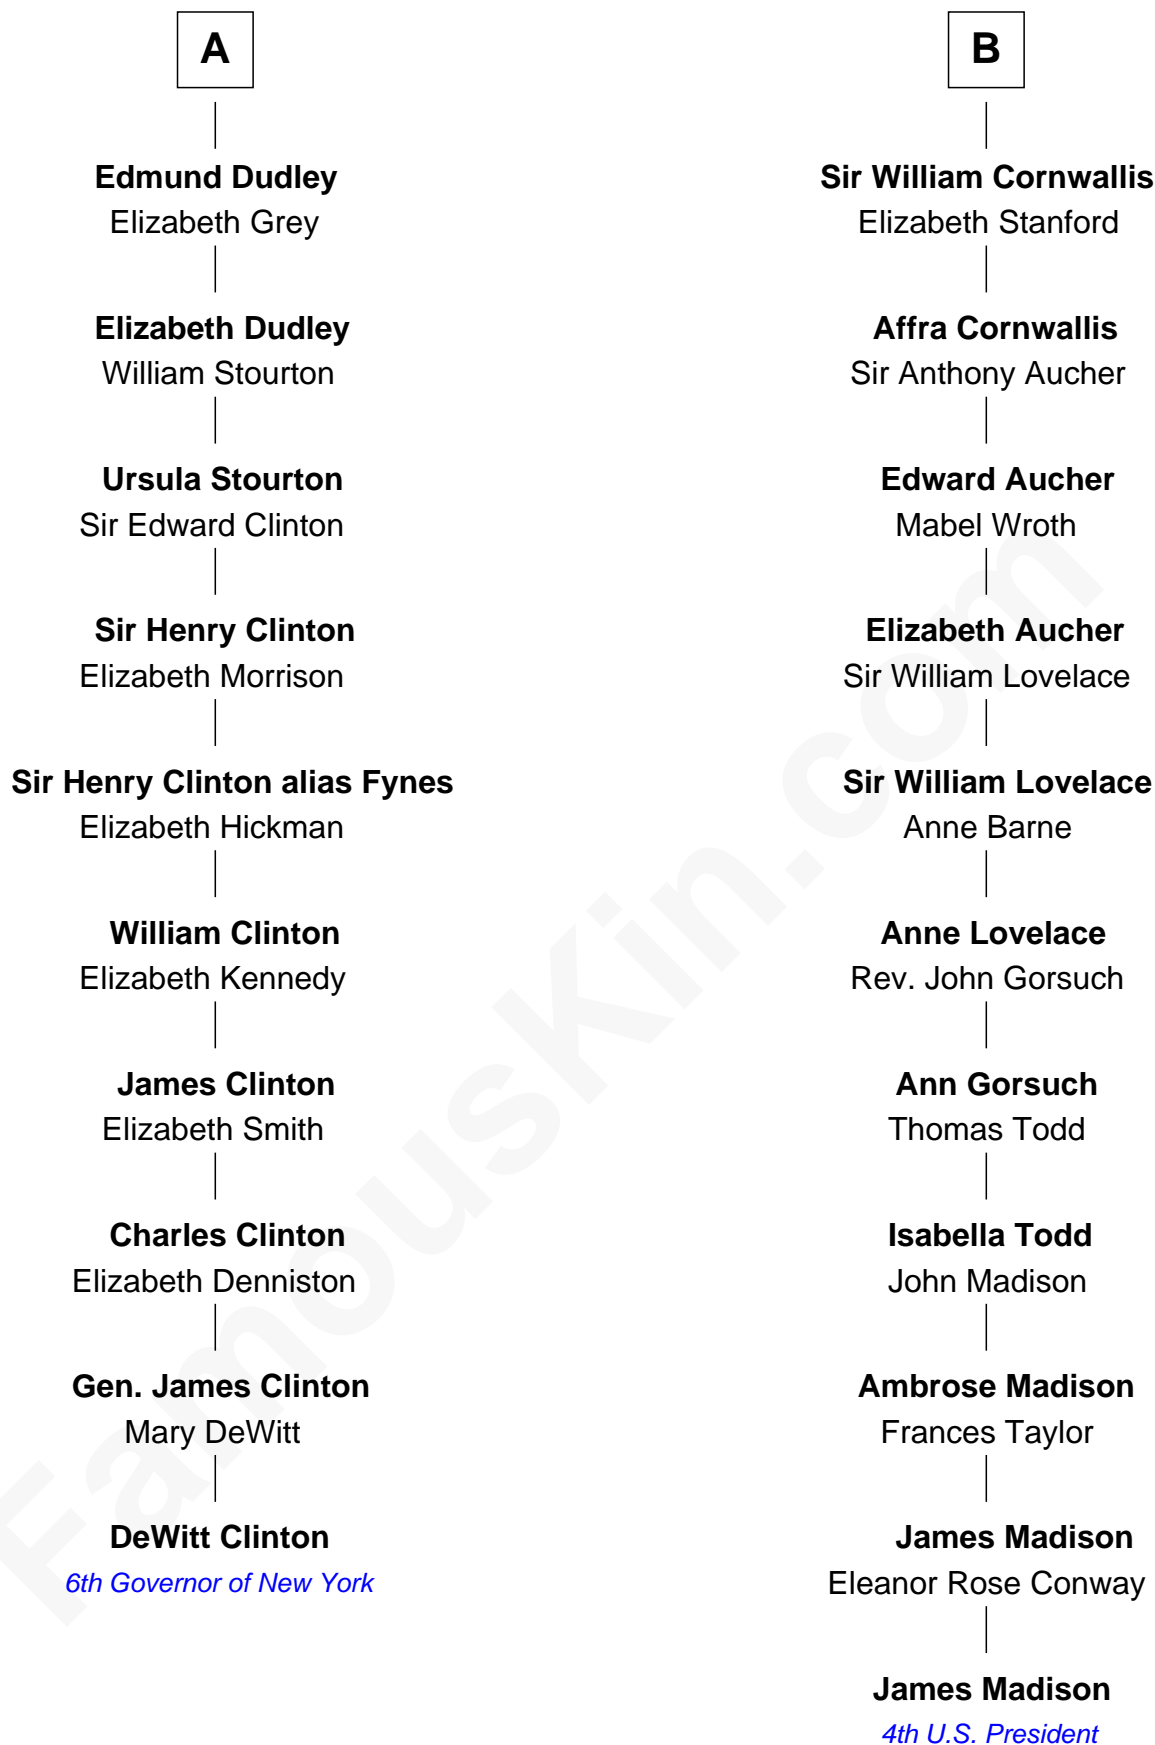 A
Edmund Dudley
Elizabeth Grey
Elizabeth Dudley
William Stourton
Ursula Stourton
Sir Edward Clinton
Sir Henry Clinton
Elizabeth Morrison
Sir Henry Clinton alias Fynes
Elizabeth Hickman
William Clinton
Elizabeth Kennedy
James Clinton
Elizabeth Smith
Charles Clinton
Elizabeth Denniston
Gen. James Clinton
Mary DeWitt
DeWitt Clinton
6th Governor of New York
B
Sir William Cornwallis
Elizabeth Stanford
Affra Cornwallis
Sir Anthony Aucher
Edward Aucher
Mabel Wroth
Elizabeth Aucher
Sir William Lovelace
Sir William Lovelace
Anne Barne
Anne Lovelace
Rev. John Gorsuch
Ann Gorsuch
Thomas Todd
Isabella Todd
John Madison
Ambrose Madison
Frances Taylor
James Madison
Eleanor Rose Conway
James Madison
4th U.S. President
FamousKin.com